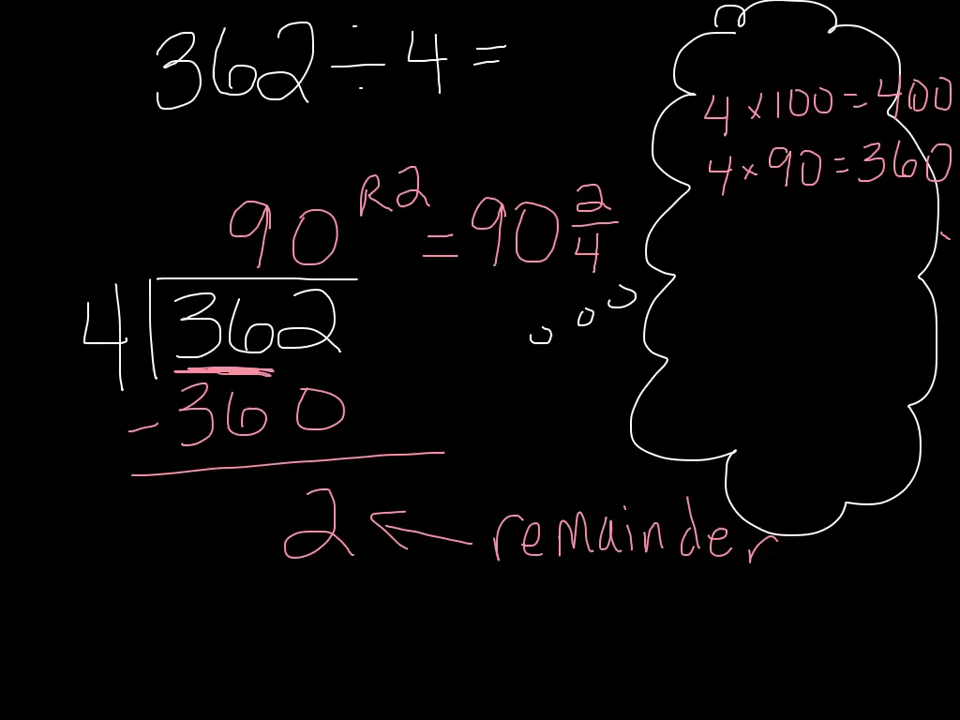 362 ÷ 4 =
4 × 100 = 400
4 × 90 = 360
90 R2 = 90 2/4
4 362
- 360
2 ← remainder